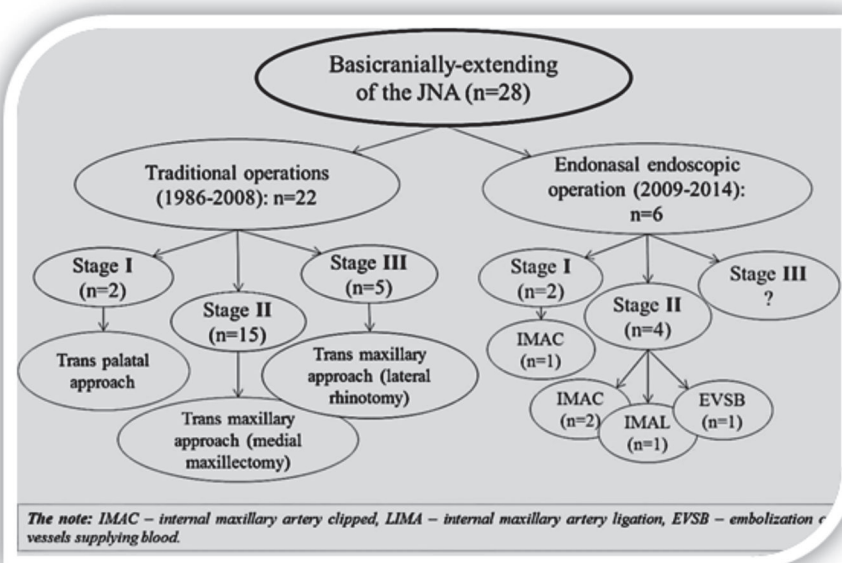 Basicranially-extending
of the JNA (n=28)
Traditional operations
(1986-2008): n=22
Endonasal endoscopic
operation (2009-2014):
n=6
Stage I
(n=2)
Stage II
(n=15)
Stage III
(n=5)
Stage I
(n=2)
Stage II
(n=4)
Stage III
?
Trans palatal
approach
Trans maxillary
approach (medial
maxillectomy)
Trans maxillary
approach (lateral
rhinotomy)
IMAC
(n=1)
IMAC
(n=2)
IMAL
(n=1)
EVSB
(n=1)
The note: IMAC – internal maxillary artery clipped, LIMA – internal maxillary artery ligation, EVSB – embolization
vessels supplying blood.